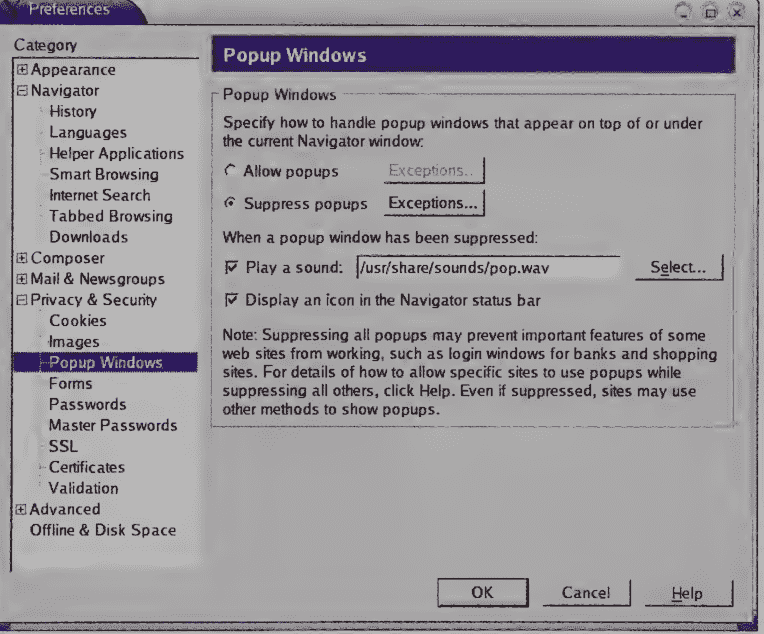 Preferences
Category
Appearance
Navigator
History
Languages
Helper Applications
Smart Browsing
Internet Search
Tabbed Browsing
Downloads
Composer
Mail & Newsgroups
Privacy & Security
Cookies
Images
Popup Windows
Forms
Passwords
Master Passwords
SSL
Certificates
Validation
Advanced
Offline & Disk Space
Popup Windows
Popup Windows
Specify how to handle popup windows that appear on top of or under
the current Navigator window:
Allow popups Exceptions...
Suppress popups Exceptions...
When a popup window has been suppressed:
Play a sound: /usr/share/sounds/pop.wav Select...
Display an icon in the Navigator status bar
Note: Suppressing all popups may prevent important features of some
web sites from working, such as login windows for banks and shopping
sites. For details of how to allow specific sites to use popups while
suppressing all others, click Help. Even if suppressed, sites may use
other methods to show popups.
OK Cancel Help